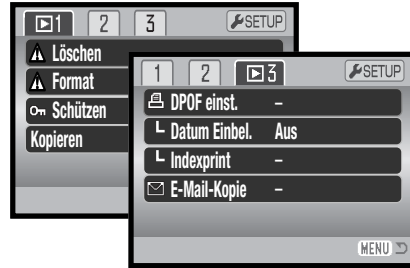 1 2 3 SETUP
Löschen
Format
Schützen
Kopieren
1 2 3 SETUP
DPOF einst. –
Datum Einbel. Aus
Indexprint –
E-Mail-Kopie –
MENU